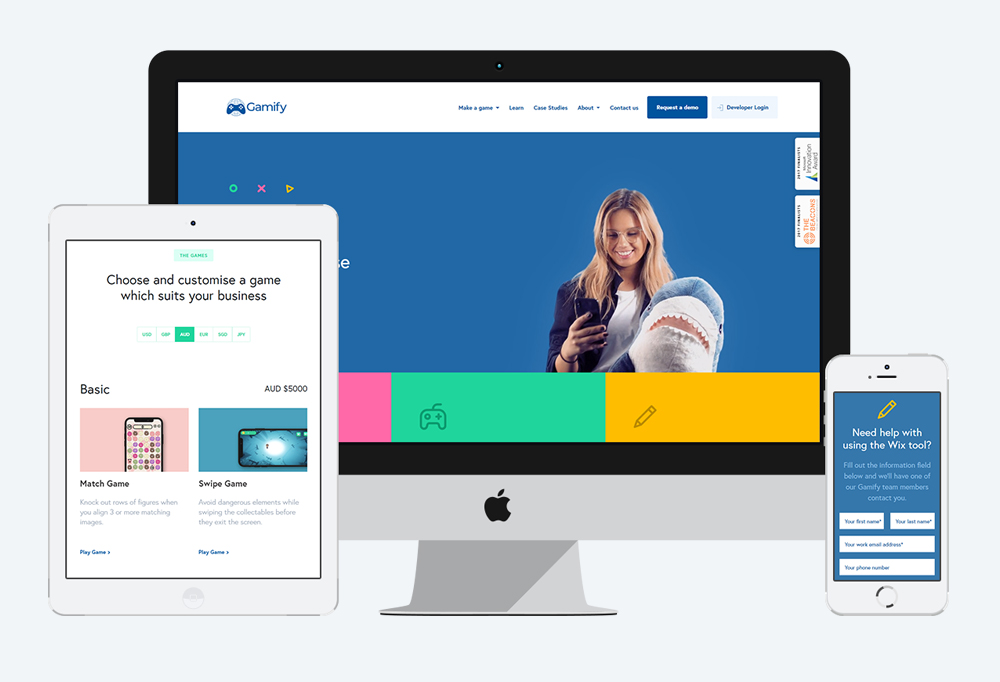 Gamify
Make a game
Learn
Case Studies
About
Contact us
Request a demo
Developer Login
2017 FINALISTS
Innovation
Award
2017 FINALISTS
THE
BEACONS
se
THE GAMES
Choose and customise a game
which suits your business
USD GBP AUD EUR SGD JPY
Basic
AUD $5000
Match Game
Knock out rows of figures when
you align 3 or more matching
images.
Play Game >
Swipe Game
Avoid dangerous elements while
swiping the collectables before
they exit the screen.
Play Game >
Need help with
using the Wix tool?
Fill out the information field
below and we'll have one of
our Gamify team members
contact you.
Your first name*
Your last name*
Your work email address*
Your phone number